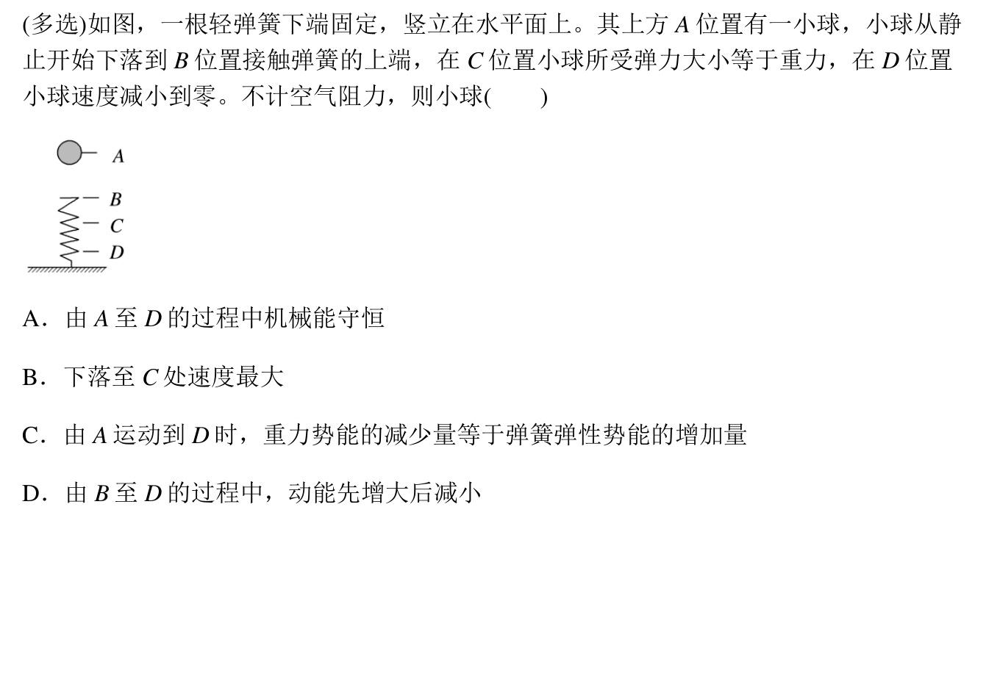 (多选)如图，一根轻弹簧下端固定，竖立在水平面上。其上方 A 位置有一小球，小球从静
止开始下落到 B 位置接触弹簧的上端，在 C 位置小球所受弹力大小等于重力，在 D 位置
小球速度减小到零。不计空气阻力，则小球(　　)
A
B
C
D
A．由 A 至 D 的过程中机械能守恒
B．下落至 C 处速度最大
C．由 A 运动到 D 时，重力势能的减少量等于弹簧弹性势能的增加量
D．由 B 至 D 的过程中，动能先增大后减小